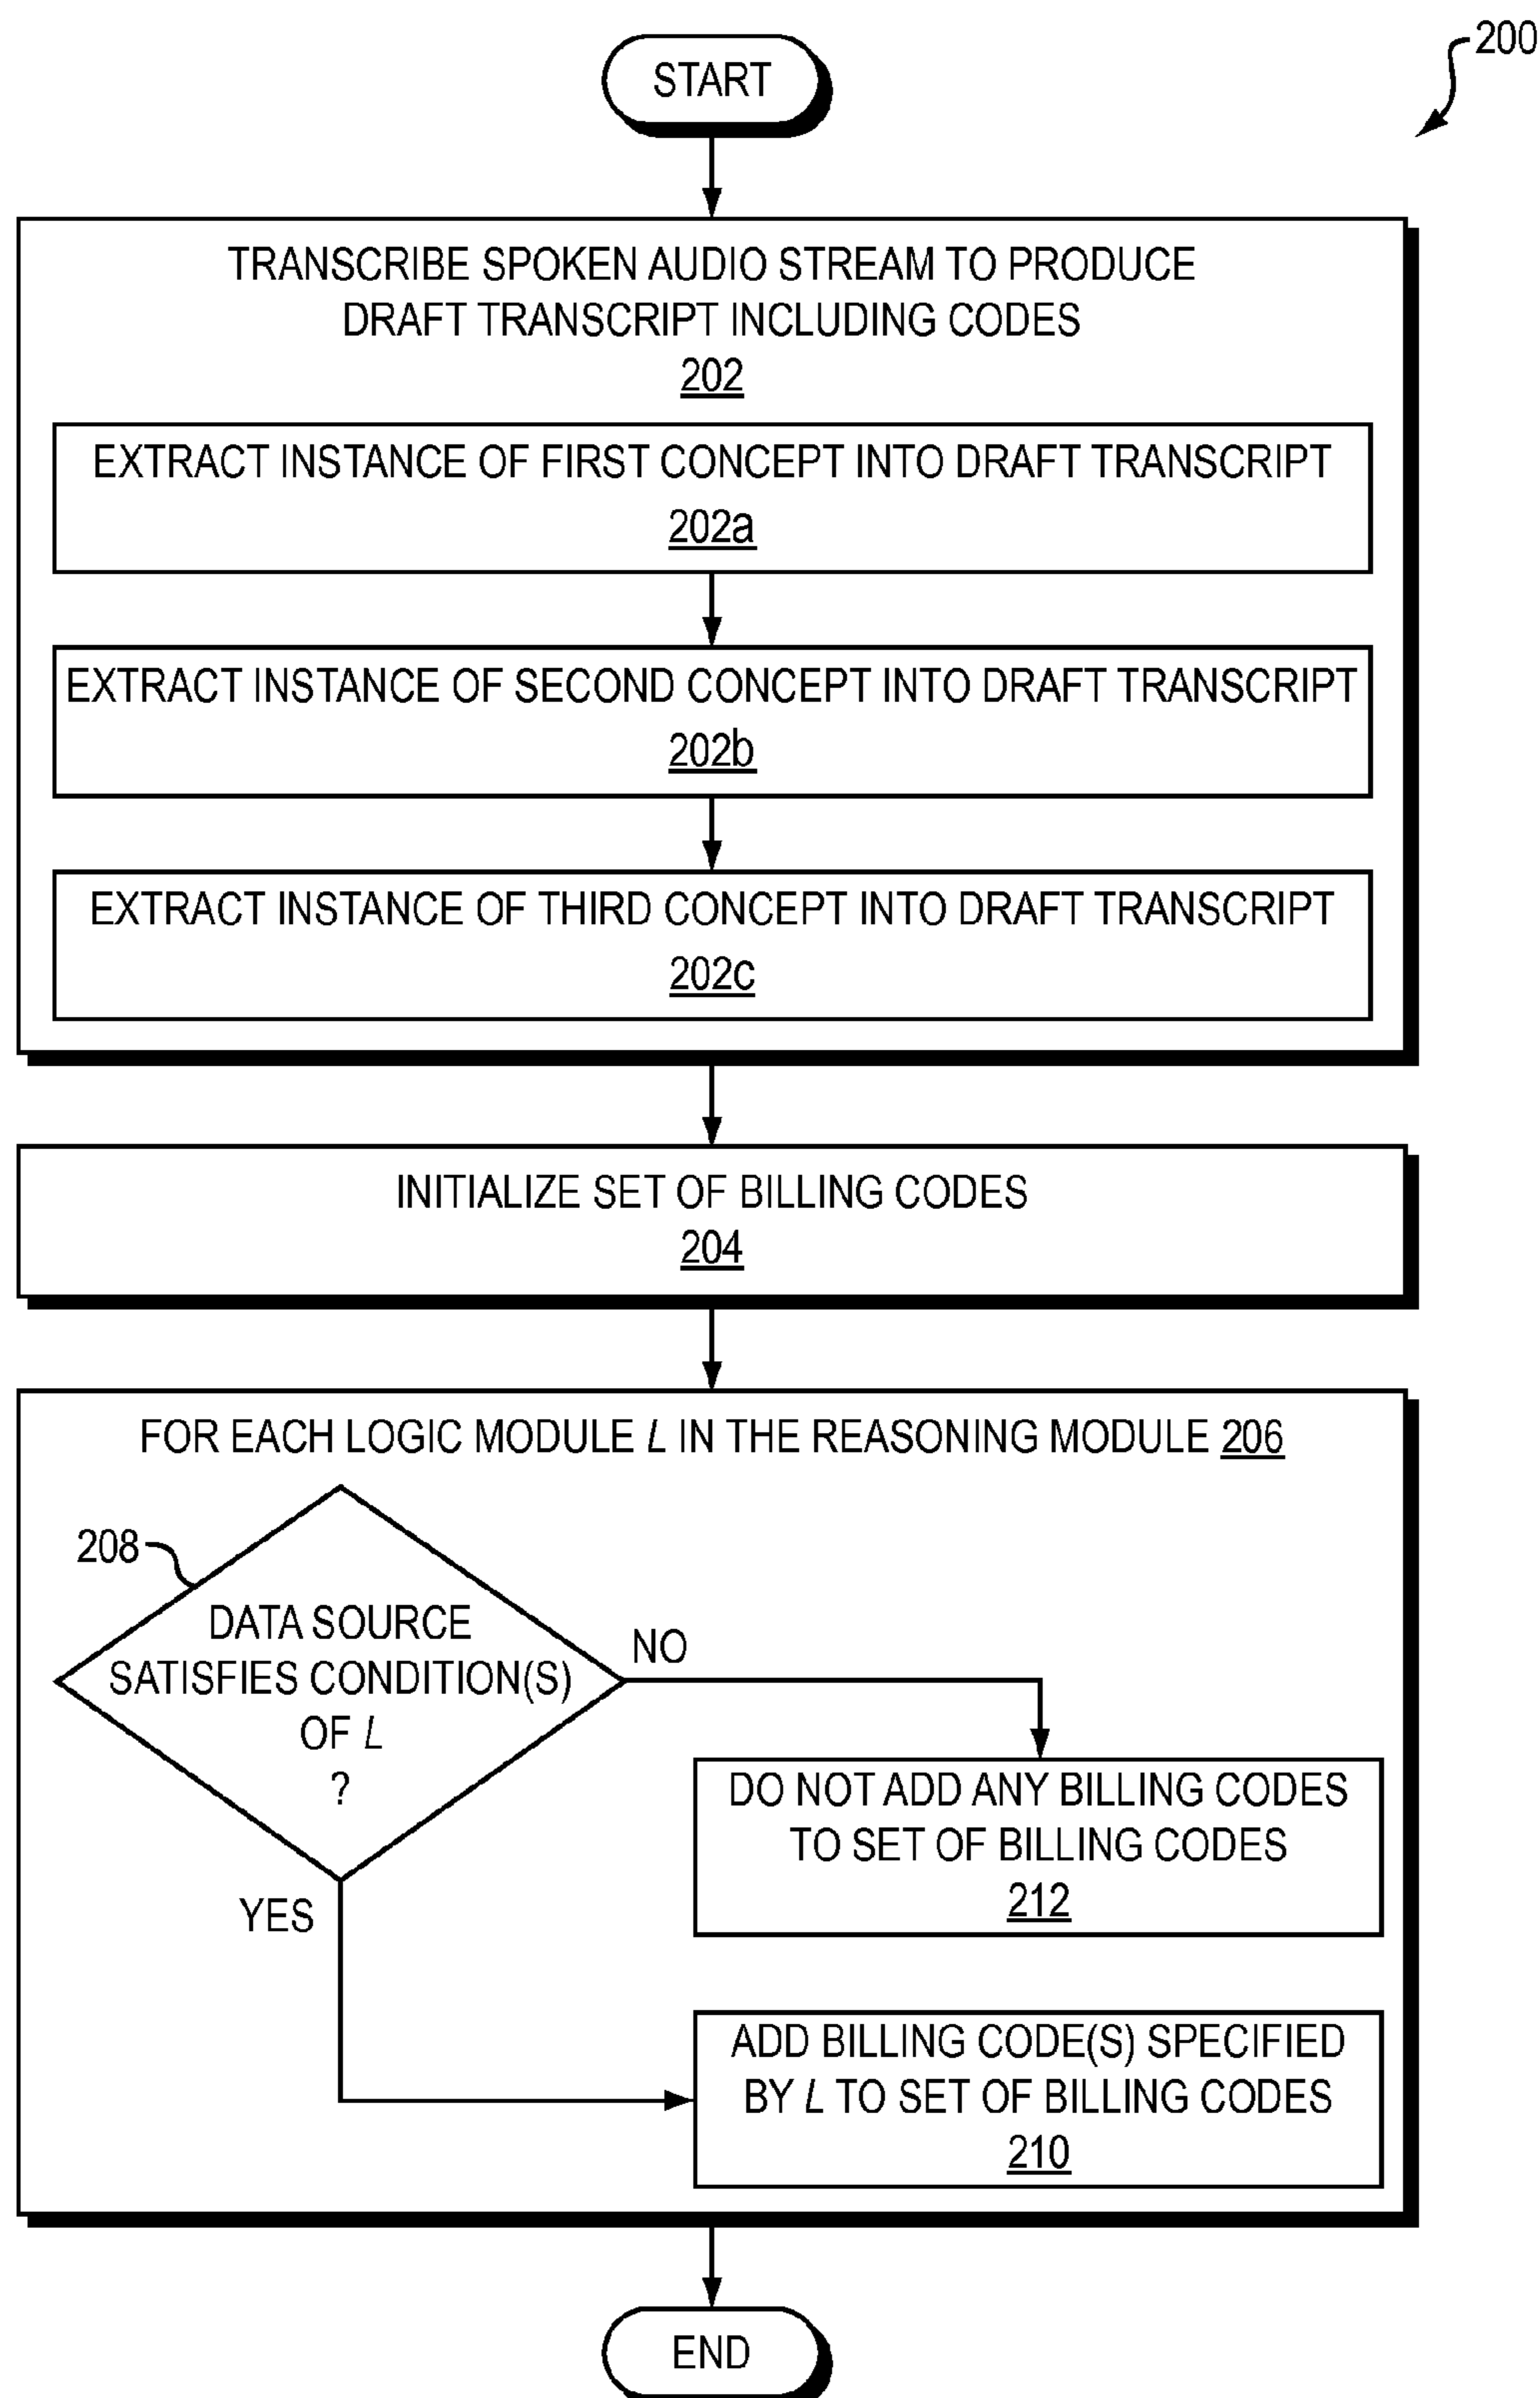 200
START
TRANSCRIBE SPOKEN AUDIO STREAM TO PRODUCE
DRAFT TRANSCRIPT INCLUDING CODES
202
EXTRACT INSTANCE OF FIRST CONCEPT INTO DRAFT TRANSCRIPT
202a
EXTRACT INSTANCE OF SECOND CONCEPT INTO DRAFT TRANSCRIPT
202b
EXTRACT INSTANCE OF THIRD CONCEPT INTO DRAFT TRANSCRIPT
202c
INITIALIZE SET OF BILLING CODES
204
FOR EACH LOGIC MODULE L IN THE REASONING MODULE 206
208
DATA SOURCE
SATISFIES CONDITION(S)
OF L
?
NO
DO NOT ADD ANY BILLING CODES
TO SET OF BILLING CODES
212
YES
ADD BILLING CODE(S) SPECIFIED
BY L TO SET OF BILLING CODES
210
END